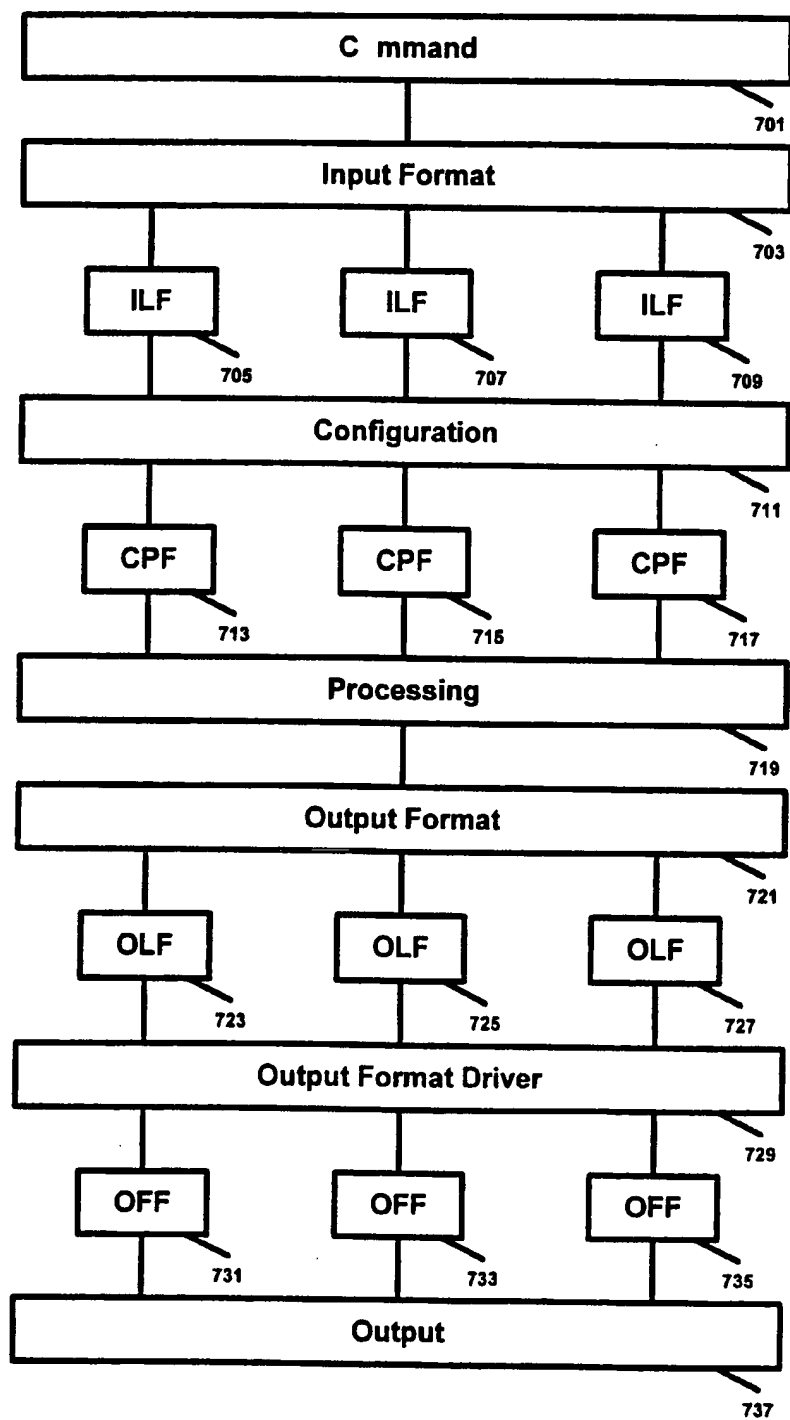 C mmand
701
Input Format
703
ILF ILF ILF
705 707 709
Configuration
711
CPF CPF CPF
713 715 717
Processing
719
Output Format
721
OLF OLF OLF
723 725 727
Output Format Driver
729
OFF OFF OFF
731 733 735
Output
737